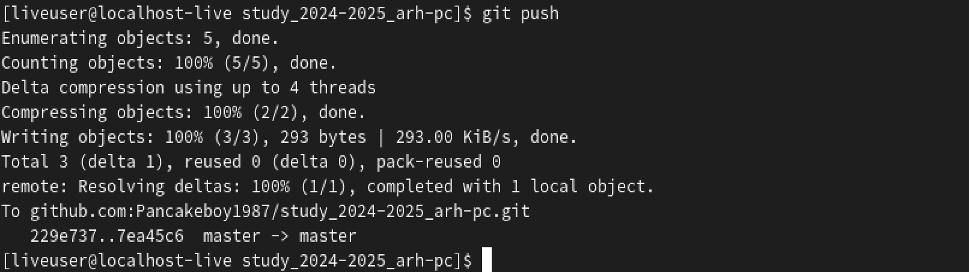 [liveuser@localhost-live study_2024-2025_arh-pc]$ git push
Enumerating objects: 5, done.
Counting objects: 100% (5/5), done.
Delta compression using up to 4 threads
Compressing objects: 100% (2/2), done.
Writing objects: 100% (3/3), 293 bytes | 293.00 KiB/s, done.
Total 3 (delta 1), reused 0 (delta 0), pack-reused 0
remote: Resolving deltas: 100% (1/1), completed with 1 local object.
To github.com:Pancakeboy1987/study_2024-2025_arh-pc.git
   229e737..7ea45c6  master -> master
[liveuser@localhost-live study_2024-2025_arh-pc]$